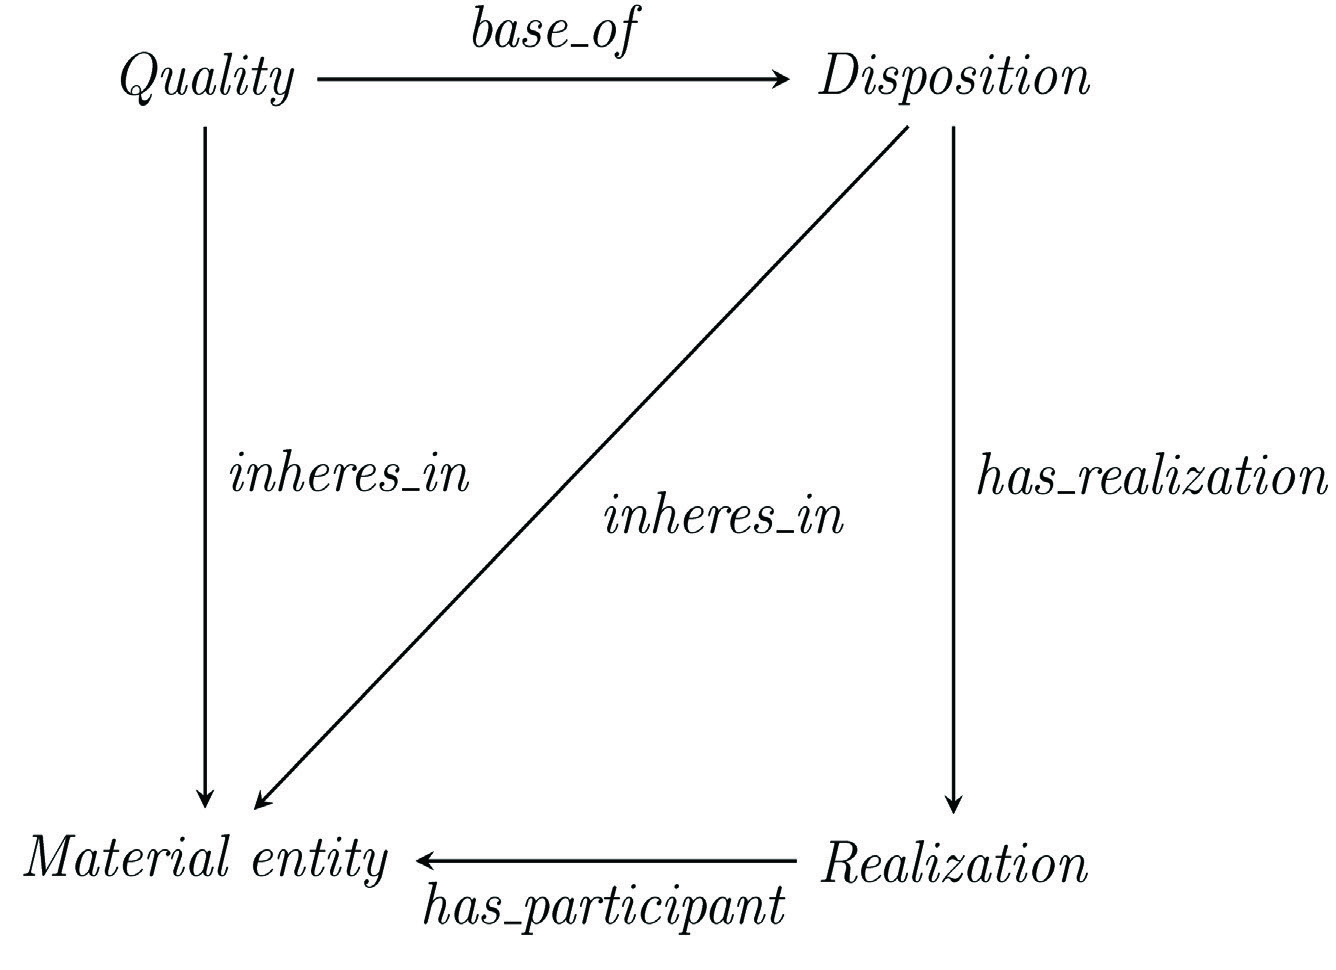 base_of
Quality
Disposition
inheres_in
inheres_in
has_realization
Material entity
Realization
has_participant